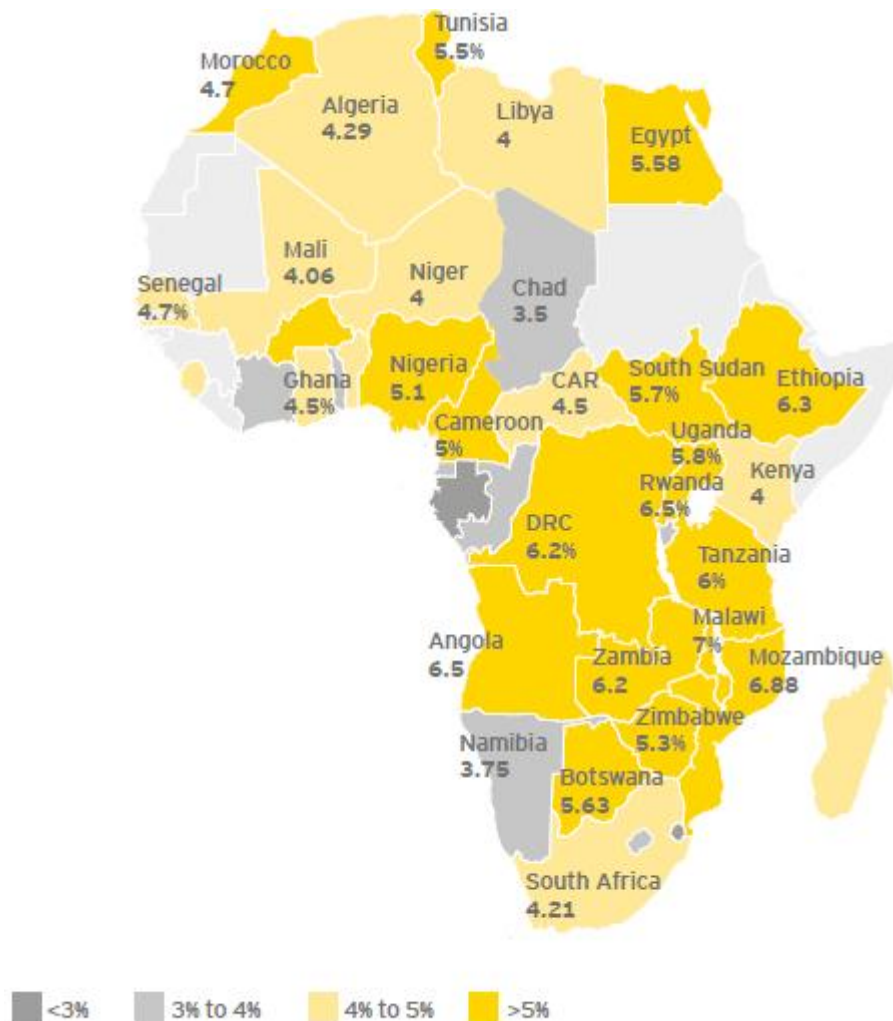 Tunisia
5.5%
Morocco
4.7
Algeria
4.29
Libya
4
Egypt
5.58
Mali
4.06
Niger
4
Chad
3.5
Senegal
4.7%
Ghana
4.5%
Nigeria
5.1
CAR
4.5
South Sudan
5.7%
Ethiopia
6.3
Cameroon
5%
Uganda
5.8%
Kenya
4
Rwanda
6.5%
DRC
6.2%
Tanzania
6%
Angola
6.5
Malawi
7%
Zambia
6.2
Mozambique
6.88
Zimbabwe
5.3%
Namibia
3.75
Botswana
5.63
South Africa
4.21
<3% 3% to 4% 4% to 5% >5%